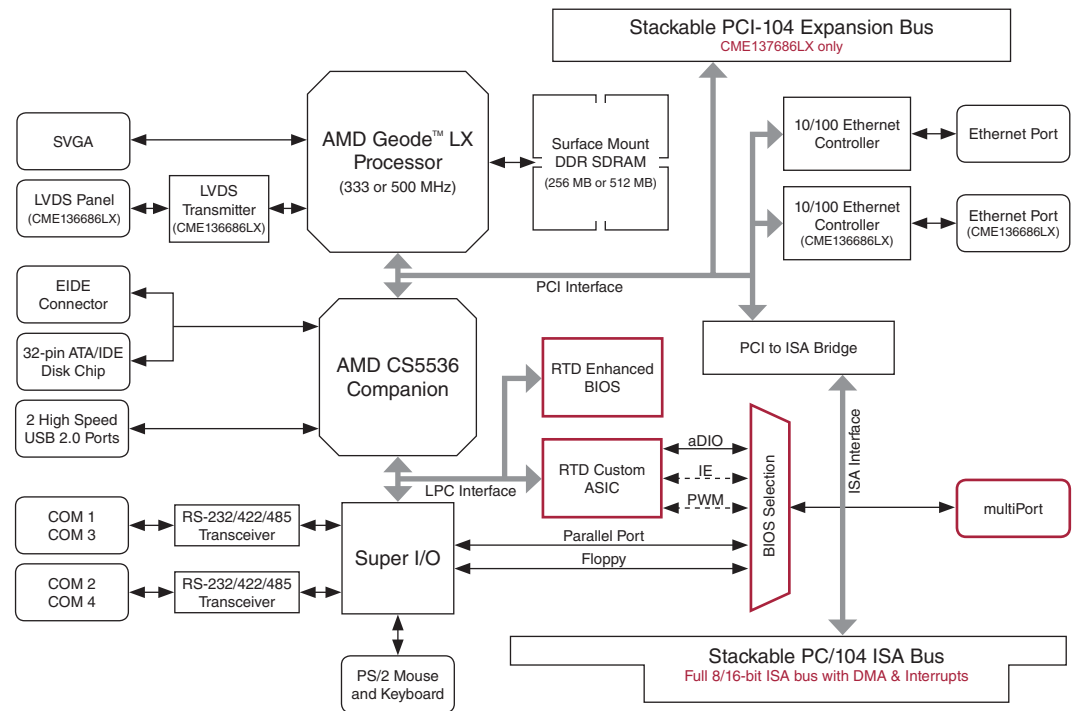 Stackable PCI-104 Expansion Bus
CME137686LX only
AMD Geode™ LX
Processor
(333 or 500 MHz)
Surface Mount
DDR SDRAM
(256 MB or 512 MB)
10/100 Ethernet
Controller
Ethernet Port
SVGA
LVDS Panel
(CME136686LX)
LVDS
Transmitter
(CME136686LX)
10/100 Ethernet
Controller
(CME136686LX)
Ethernet Port
(CME136686LX)
PCI Interface
EIDE
Connector
32-pin ATA/IDE
Disk Chip
2 High Speed
USB 2.0 Ports
AMD CS5536
Companion
PCI to ISA Bridge
RTD Enhanced
BIOS
RTD Custom
ASIC
aDIO
IE
PWM
BIOS Selection
ISA Interface
multiPort
LPC Interface
COM 1
COM 3
RS-232/422/485
Transceiver
Super I/O
Parallel Port
Floppy
COM 2
COM 4
RS-232/422/485
Transceiver
PS/2 Mouse
and Keyboard
Stackable PC/104 ISA Bus
Full 8/16-bit ISA bus with DMA & Interrupts